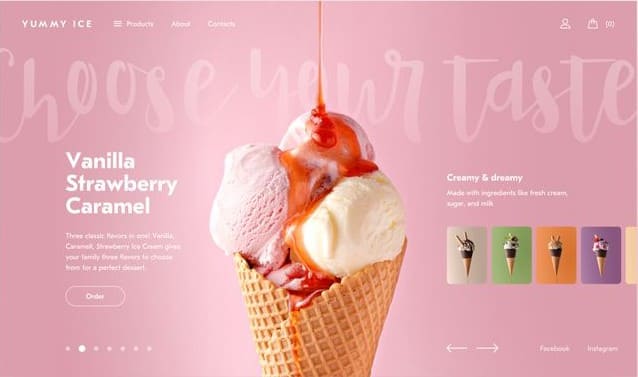 YUMMY ICE
Products
About
Contacts
(0)
Choose your taste
Vanilla
Strawberry
Caramel
Three classic flavors in one! Vanilla,
Caramell, Strawberry Ice Cream gives
your family three flavors to choose
from for a perfect dessert.
Order
Creamy & dreamy
Made with ingredients like fresh cream,
sugar, and milk
Facebook
Instagram